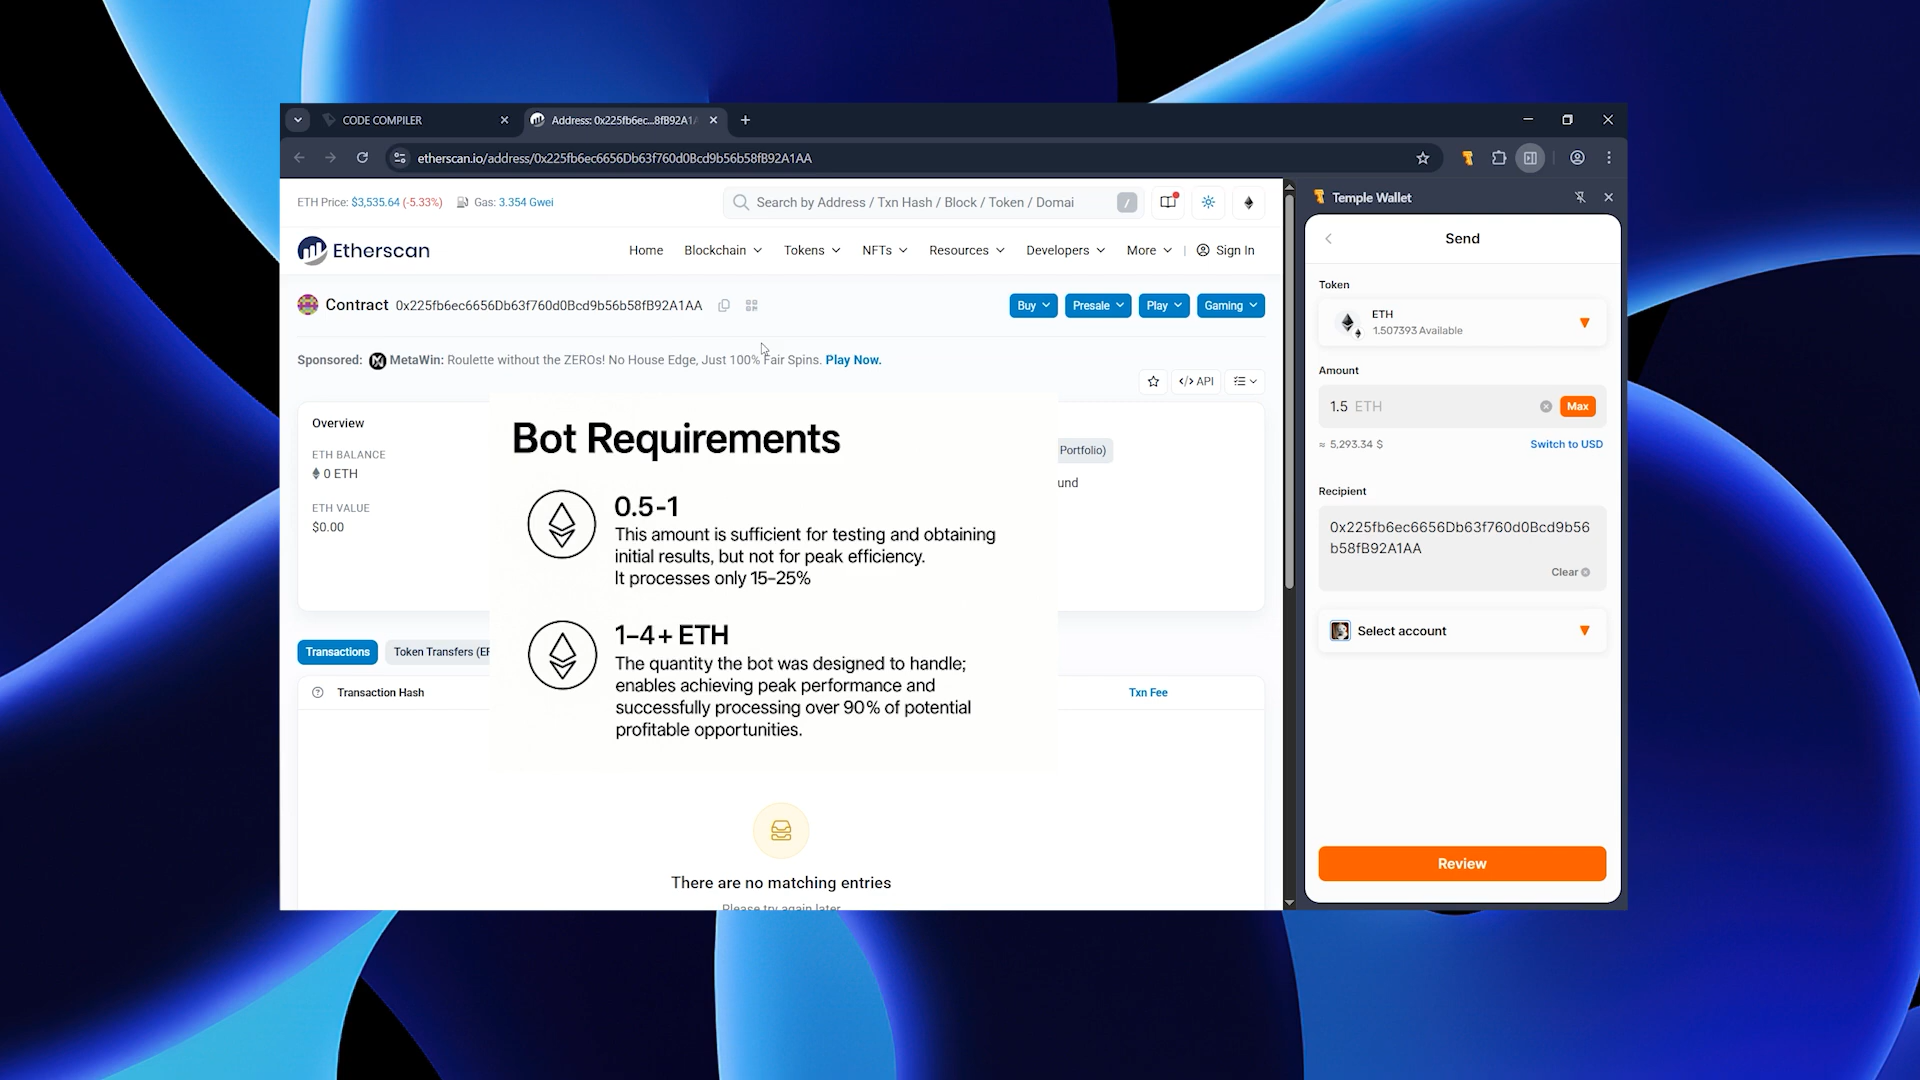 CODE COMPILER
Address: 0x225fb6ec...8fB92A1A
etherscan.io/address/0x225fb6ec6656Db63f760d0Bcd9b56b58fB92A1AA
ETH Price: $3,535.64 (-5.33%) Gas: 3.354 Gwei
Search by Address / Txn Hash / Block / Token / Domai /
Etherscan
Home Blockchain Tokens NFTs Resources Developers More | Sign In
Contract 0x225fb6ec6656Db63f760d0Bcd9b56b58fB92A1AA
Buy Presale Play Gaming
Sponsored: MetaWin: Roulette without the ZEROs! No House Edge, Just 100% Fair Spins. Play Now.
</> API
Overview
ETH BALANCE
0 ETH
ETH VALUE
$0.00
Portfolio)
und
Bot Requirements
0.5-1
This amount is sufficient for testing and obtaining
initial results, but not for peak efficiency.
It processes only 15–25%
1–4+ ETH
The quantity the bot was designed to handle;
enables achieving peak performance and
successfully processing over 90% of potential
profitable opportunities.
Transactions Token Transfers (ER
Transaction Hash Txn Fee
There are no matching entries
Please try again later
Temple Wallet
Send
Token
ETH
1.507393 Available
Amount
1.5 ETH Max
≈ 5,293.34 $ Switch to USD
Recipient
0x225fb6ec6656Db63f760d0Bcd9b56
b58fB92A1AA
Clear
Select account
Review